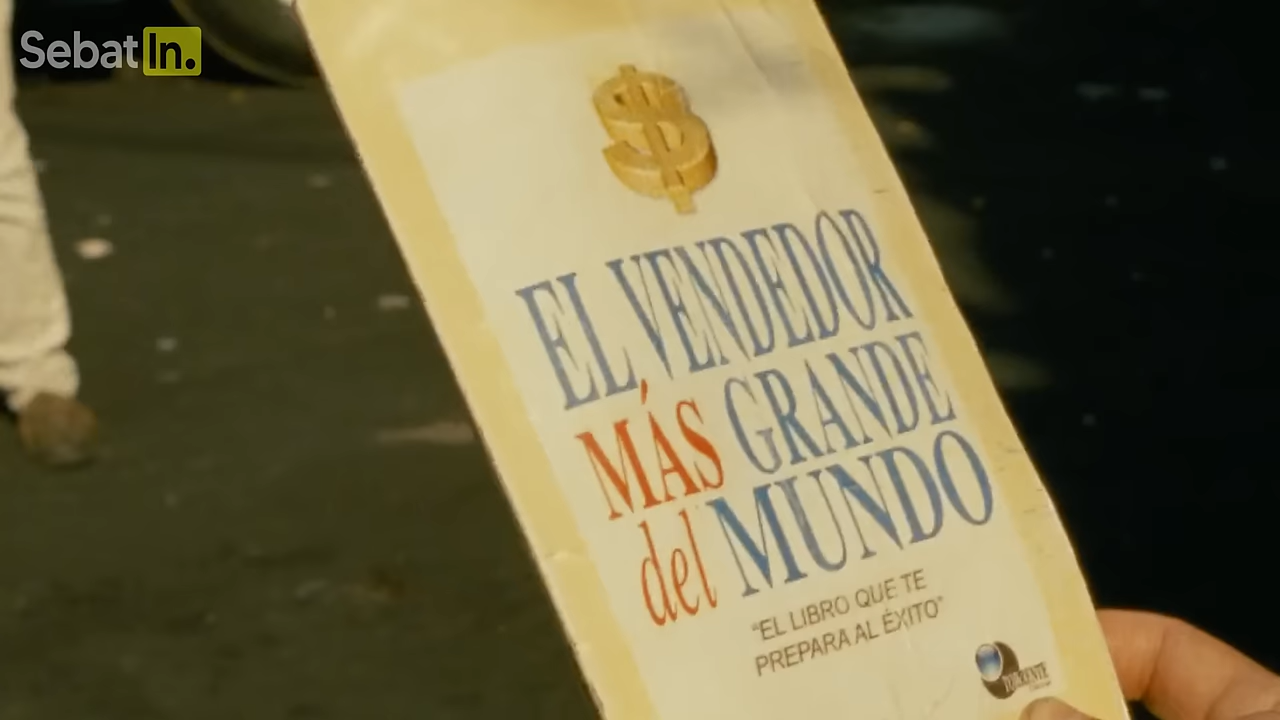 SebatIn.
$
EL VENDEDOR
MÁS GRANDE
del MUNDO
"EL LIBRO QUE TE
PREPARA AL ÉXITO"